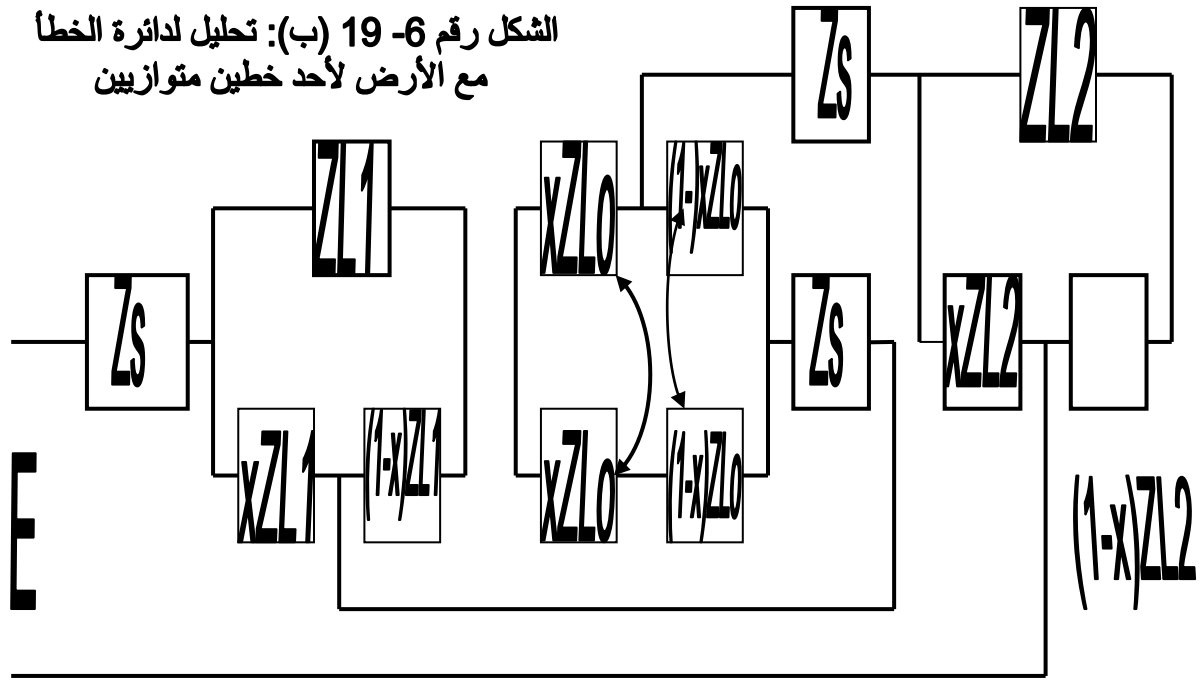 الشكل رقم 6- 19 (ب): تحليل لدائرة الخطأ
مع الأرض لأحد خطين متوازيين
Zs
ZL2
ZL1
xZLo
(1-)xZLo
Zs
Zs
xZL2
xZL1
(1-x)ZL1
xZLo
(1-x)ZLo
E
(1-x)ZL2